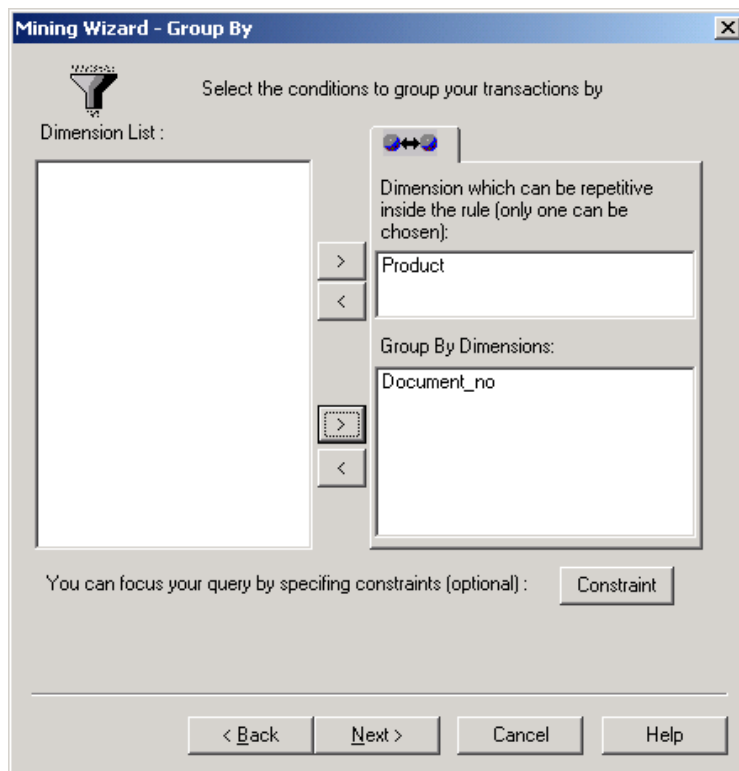 Mining Wizard - Group By
Select the conditions to group your transactions by
Dimension List :
Dimension which can be repetitive
inside the rule (only one can be
chosen):
>
Product
<
Group By Dimensions:
Document_no
>
<
You can focus your query by specifing constraints (optional) :
Constraint
< Back
Next >
Cancel
Help